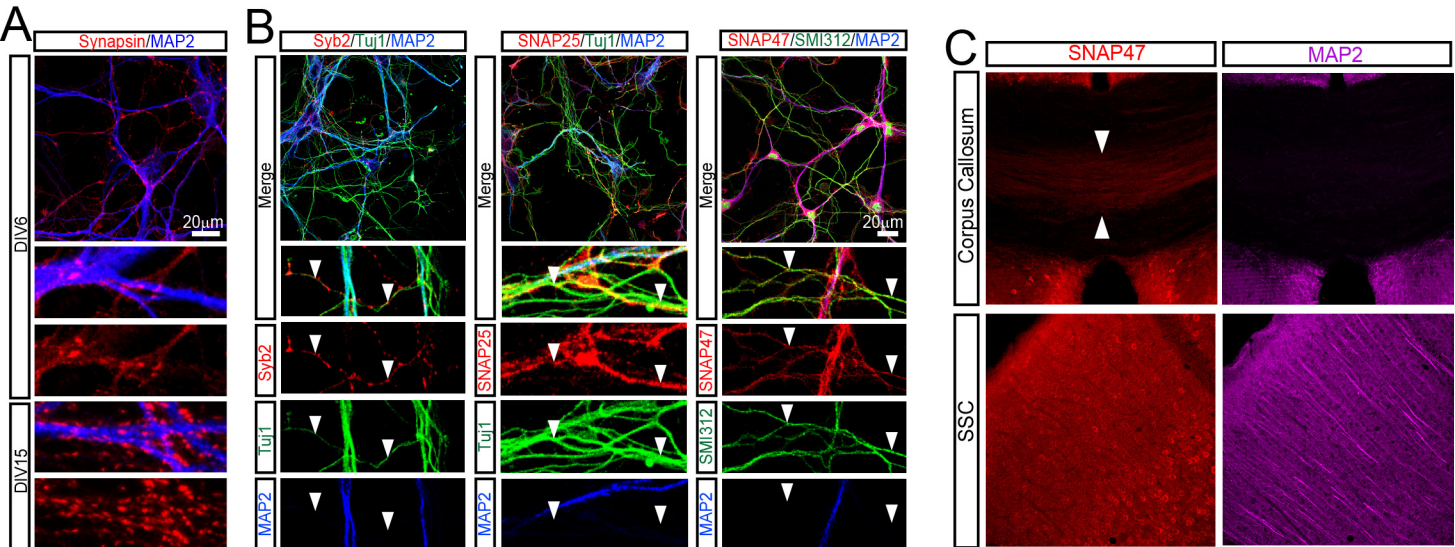 A
Synapsin/MAP2
DIV6
20μm
DIV15
B
Syb2/Tuj1/MAP2
Merge
Syb2
Tuj1
MAP2
SNAP25/Tuj1/MAP2
Merge
SNAP25
Tuj1
MAP2
SNAP47/SMI312/MAP2
Merge
20μm
SNAP47
SMI312
MAP2
C
SNAP47
MAP2
Corpus Callosum
SSC